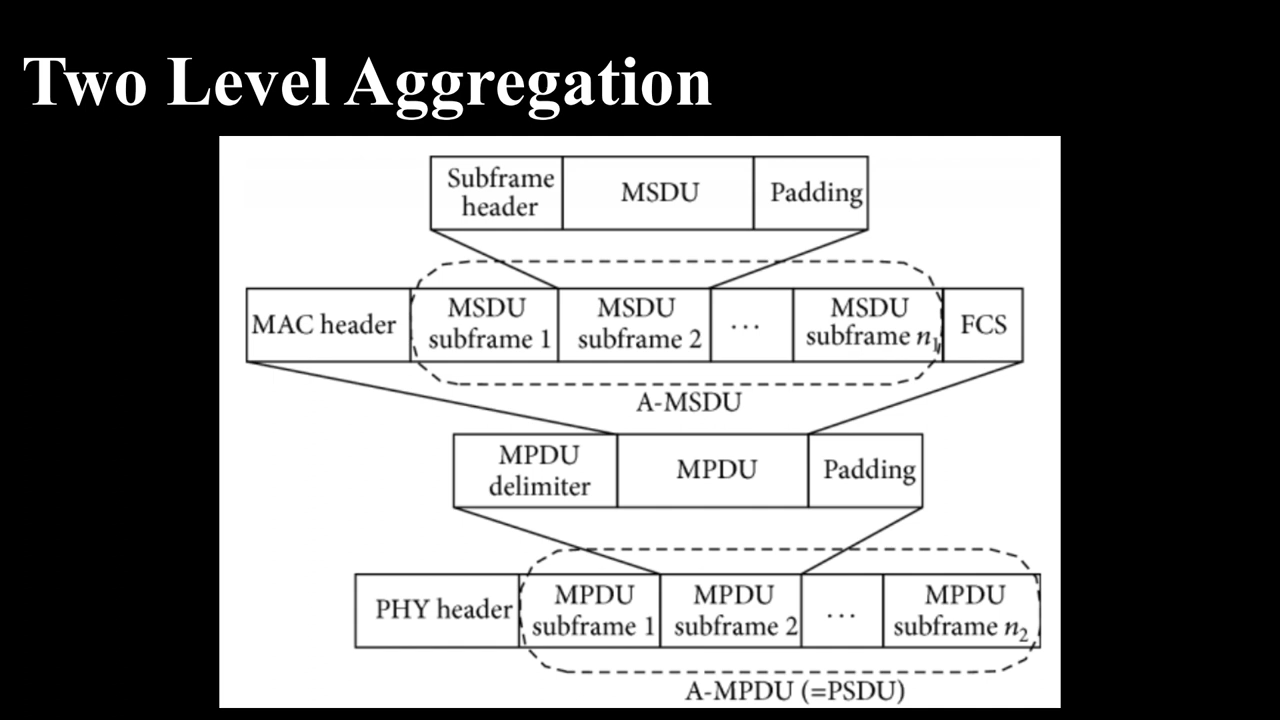 Two Level Aggregation
Subframe
header
MSDU
Padding
MAC header
MSDU
subframe 1
MSDU
subframe 2
...
MSDU
subframe n₁
FCS
A-MSDU
MPDU
delimiter
MPDU
Padding
PHY header
MPDU
subframe 1
MPDU
subframe 2
...
MPDU
subframe n₂
A-MPDU (=PSDU)